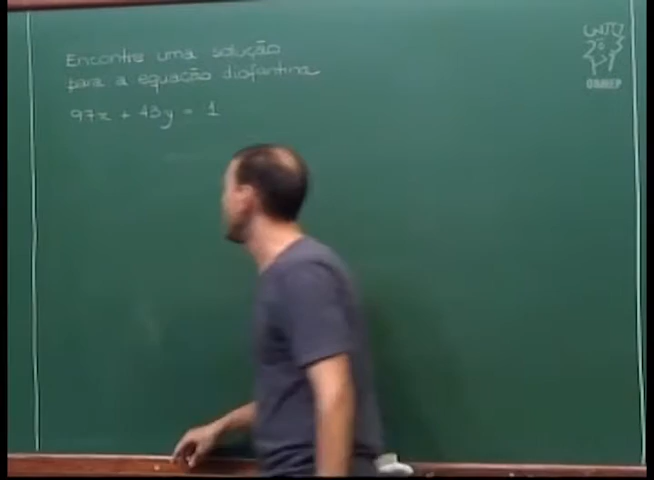 Encontre uma solução
para a equação diofantina
97x + 43y = 1
OBMEP